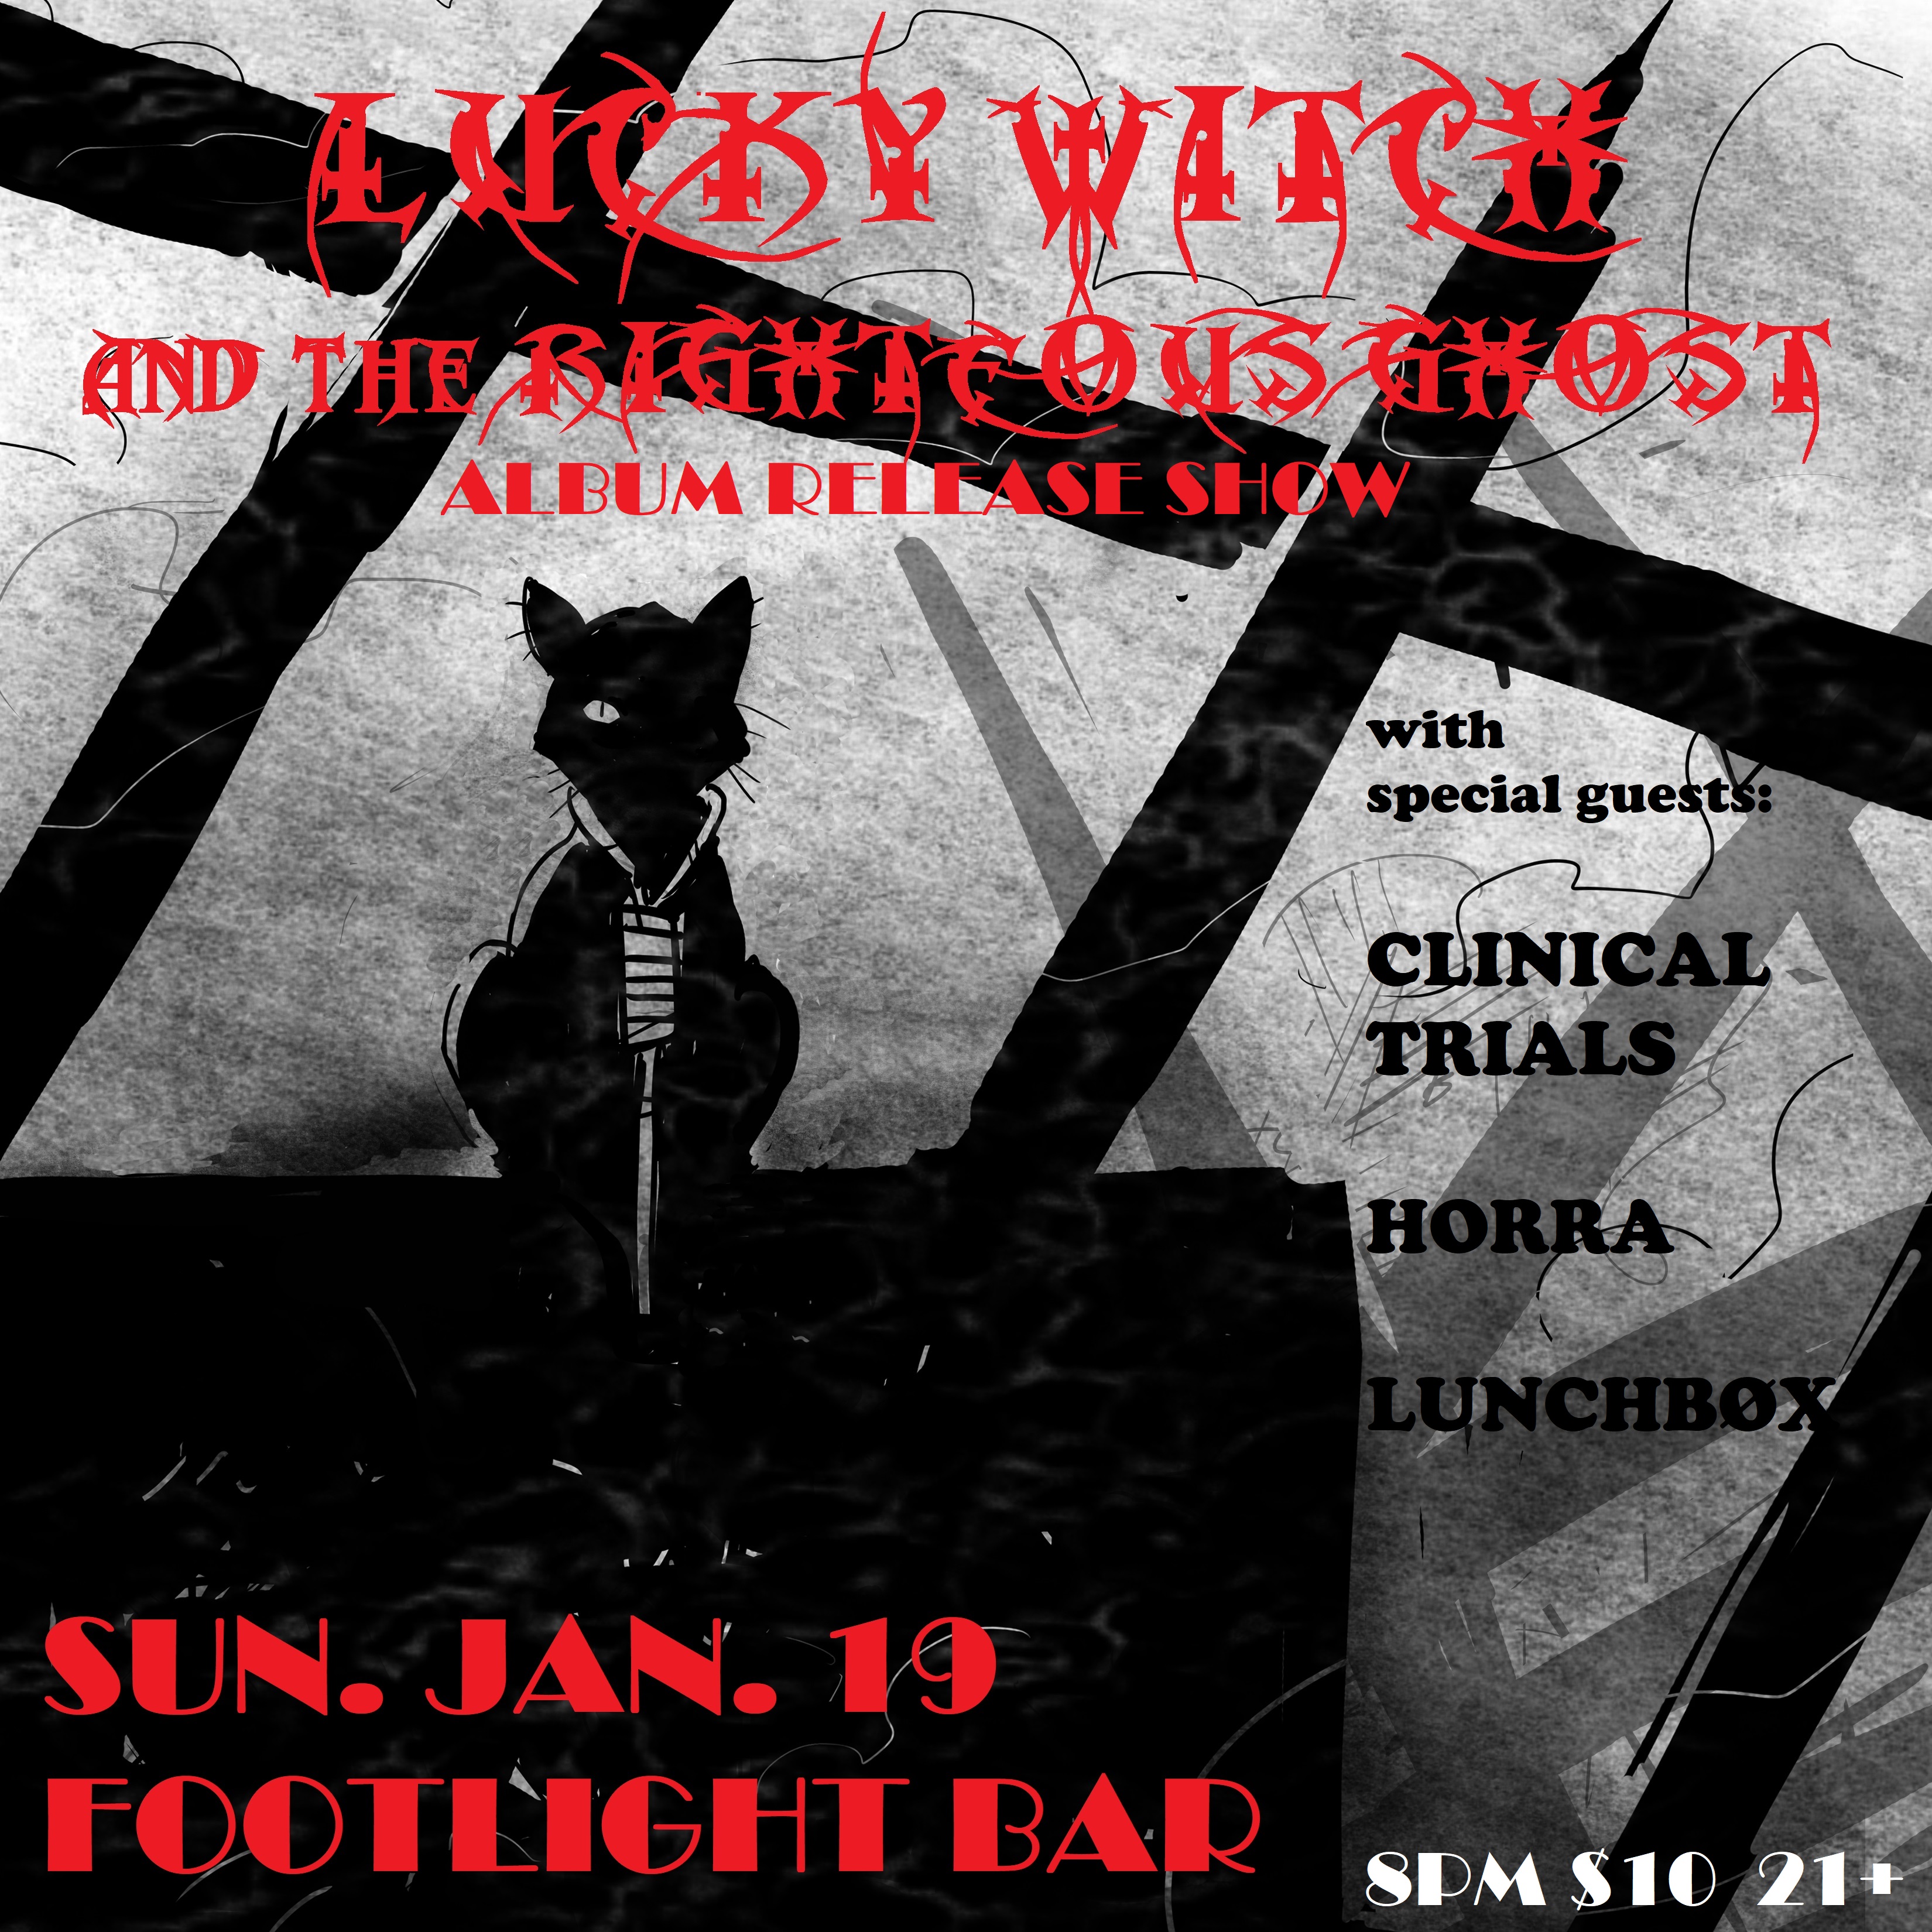 LUCKY WITCH
AND THE RIGHTEOUS GHOST
ALBUM RELEASE SHOW
with
special guests:
CLINICAL
TRIALS
HORRA
LUNCHBØX
SUN. JAN. 19
FOOTLIGHT BAR
8PM $10 21+